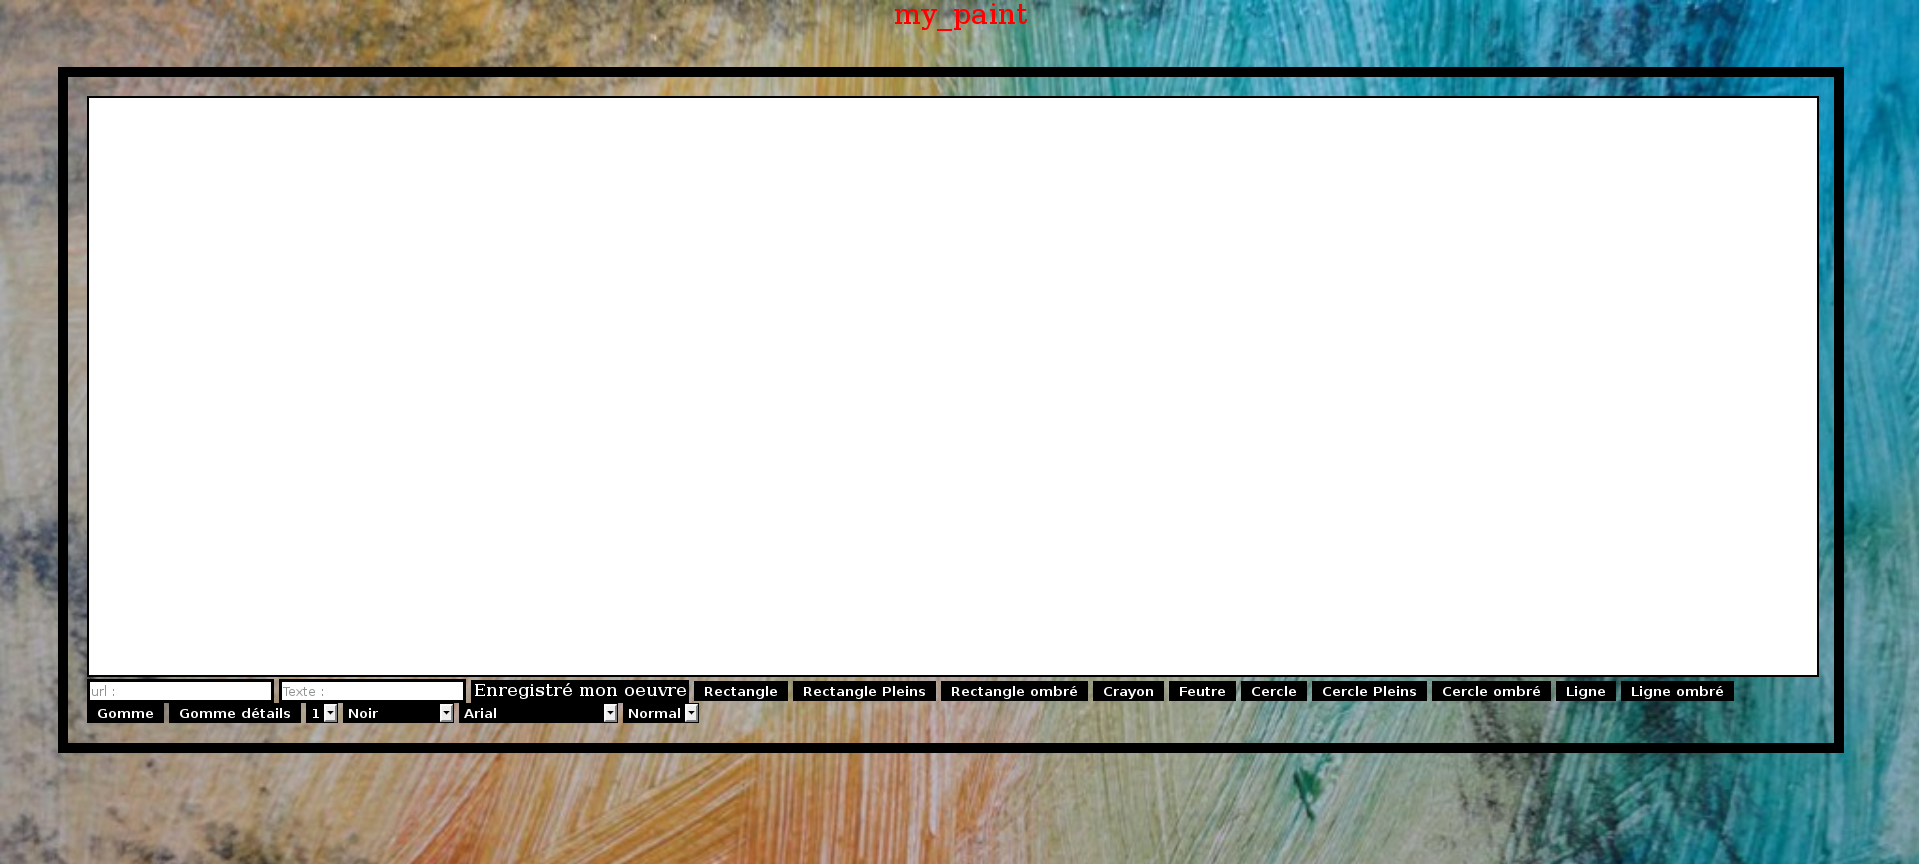 my_paint
url : Texte : Enregistré mon oeuvre Rectangle Rectangle Pleins Rectangle ombré Crayon Feutre Cercle Cercle Pleins Cercle ombré Ligne Ligne ombré
Gomme Gomme détails 1 Noir Arial Normal